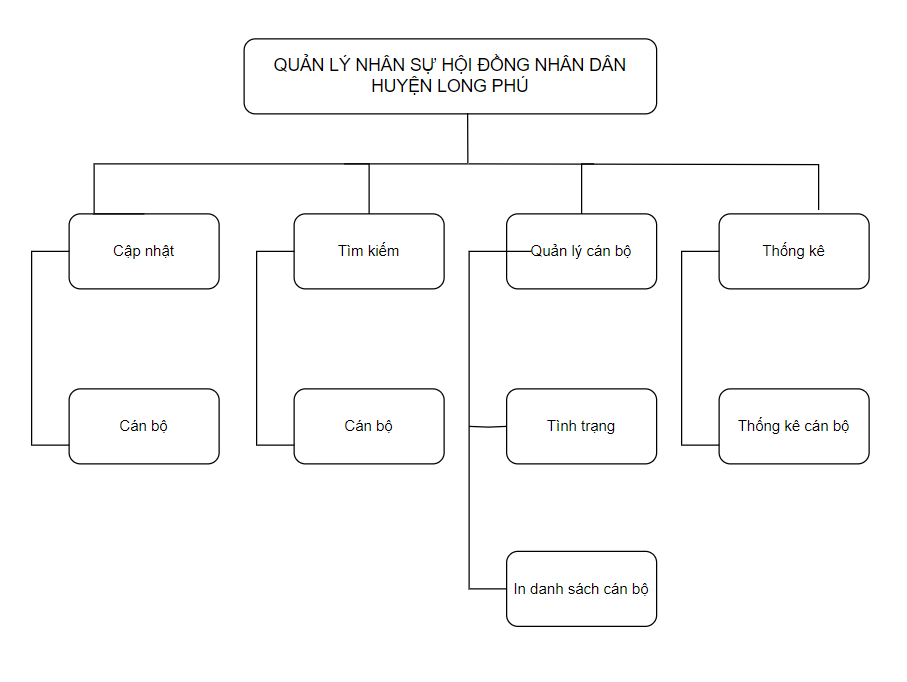 QUẢN LÝ NHÂN SỰ HỘI ĐỒNG NHÂN DÂN
HUYỆN LONG PHÚ
Cập nhật
Tìm kiếm
Quản lý cán bộ
Thống kê
Cán bộ
Cán bộ
Tình trạng
Thống kê cán bộ
In danh sách cán bộ